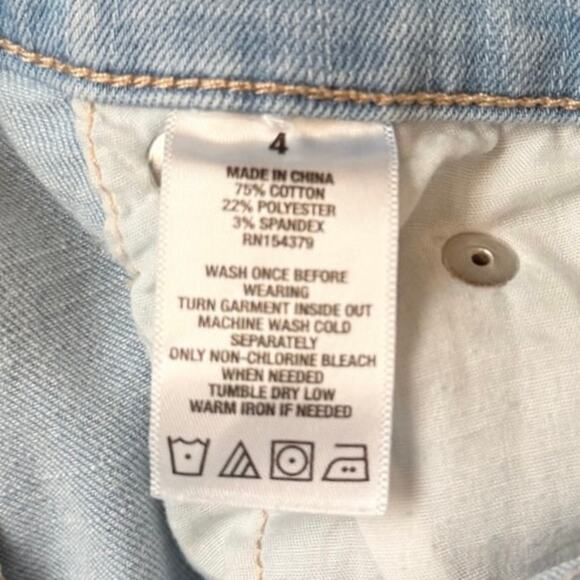 4
MADE IN CHINA
75% COTTON
22% POLYESTER
3% SPANDEX
RN154379
WASH ONCE BEFORE
WEARING
TURN GARMENT INSIDE OUT
MACHINE WASH COLD
SEPARATELY
ONLY NON-CHLORINE BLEACH
WHEN NEEDED
TUMBLE DRY LOW
WARM IRON IF NEEDED